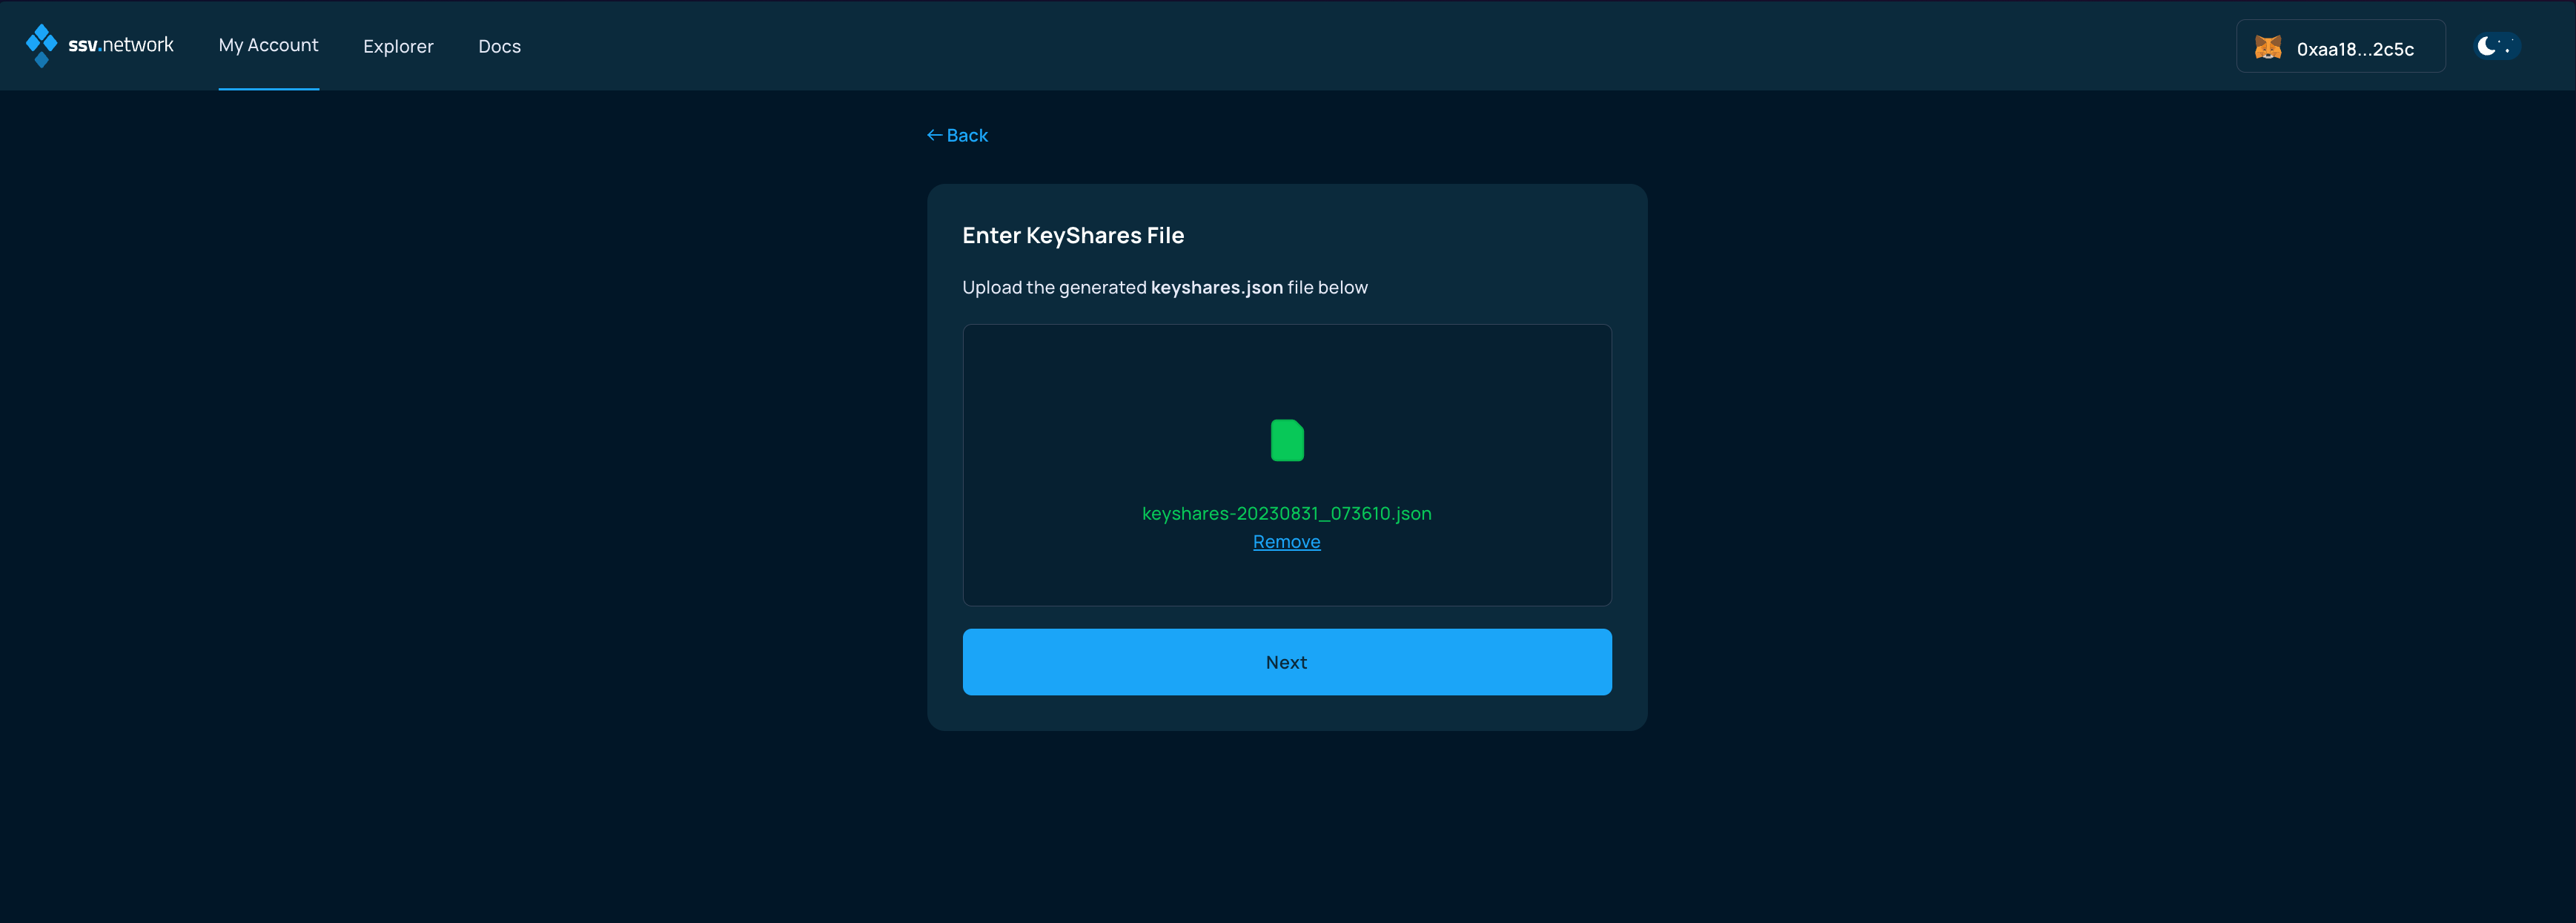 ssv.network
My Account
Explorer
Docs
0xaa18...2c5c
← Back
Enter KeyShares File
Upload the generated keyshares.json file below
keyshares-20230831_073610.json
Remove
Next